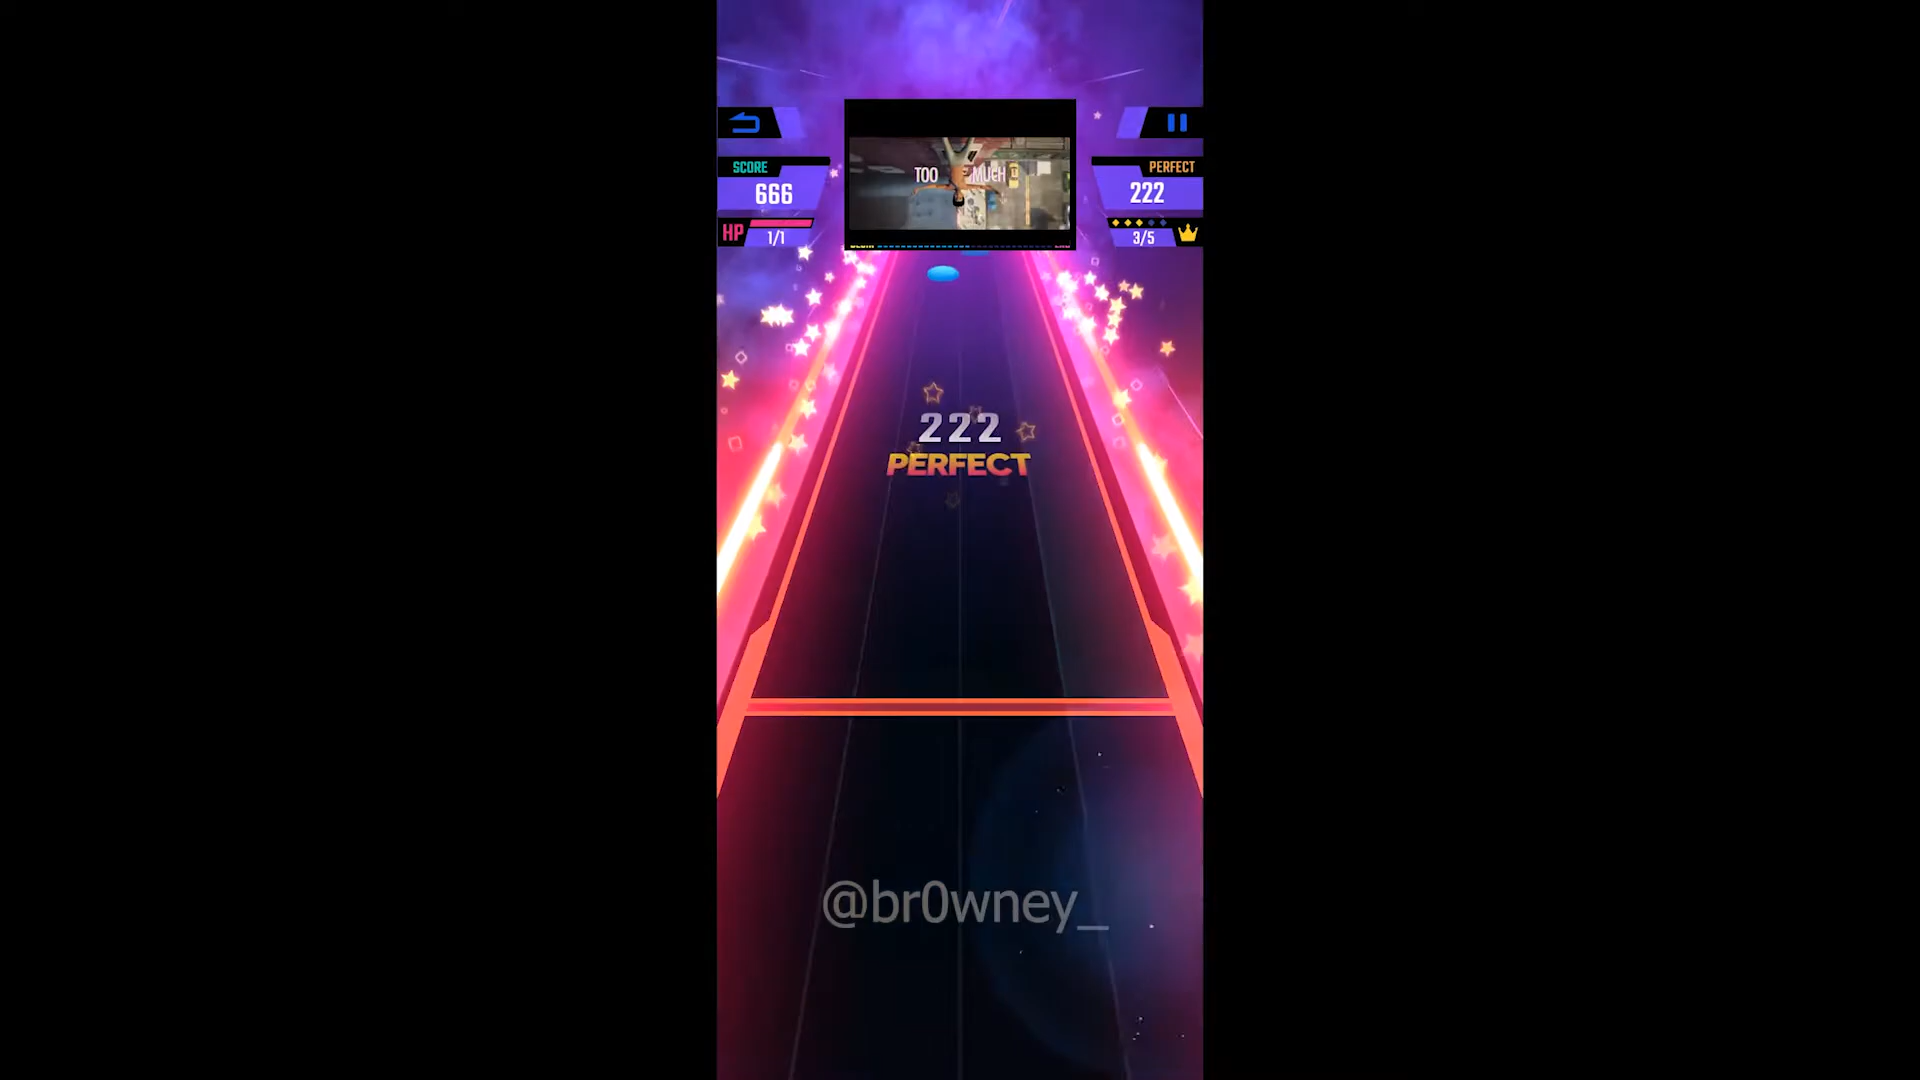 TOO MUCH
SCORE
666
HP
1/1
PERFECT
222
3/5
222
PERFECT
@br0wney_